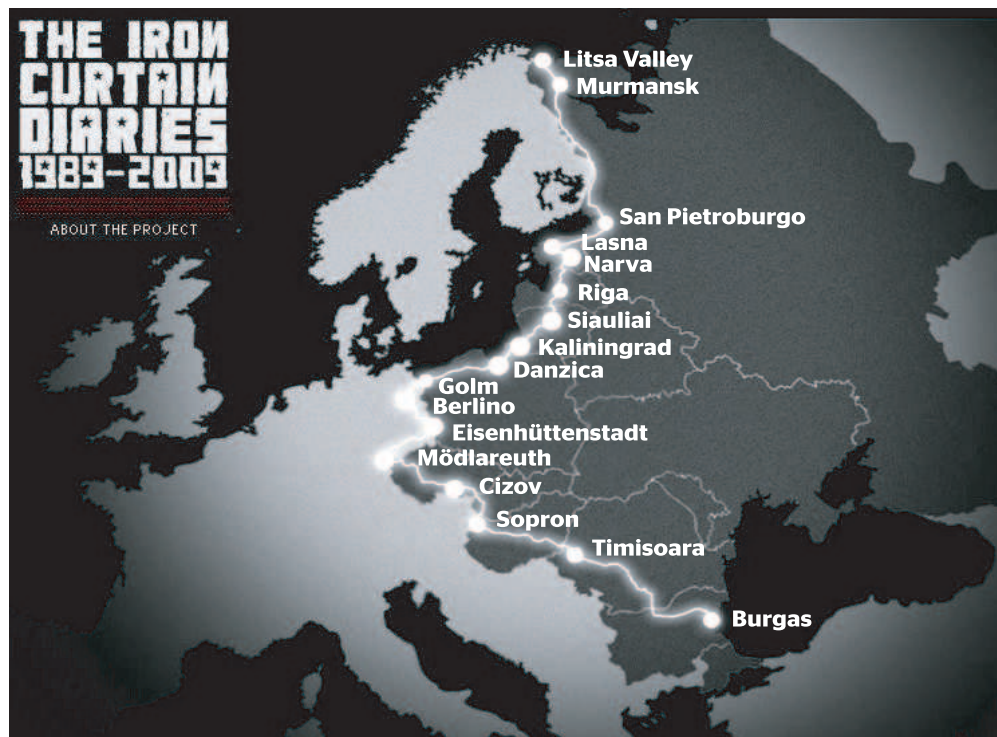 THE IRON
CURTAIN
DIARIES
1989-2009
ABOUT THE PROJECT
Litsa Valley
Murmansk
San Pietroburgo
Lasna
Narva
Riga
Siauliai
Kaliningrad
Danzica
Golm
Berlino
Eisenhüttenstadt
Mödlareuth
Cizov
Sopron
Timisoara
Burgas